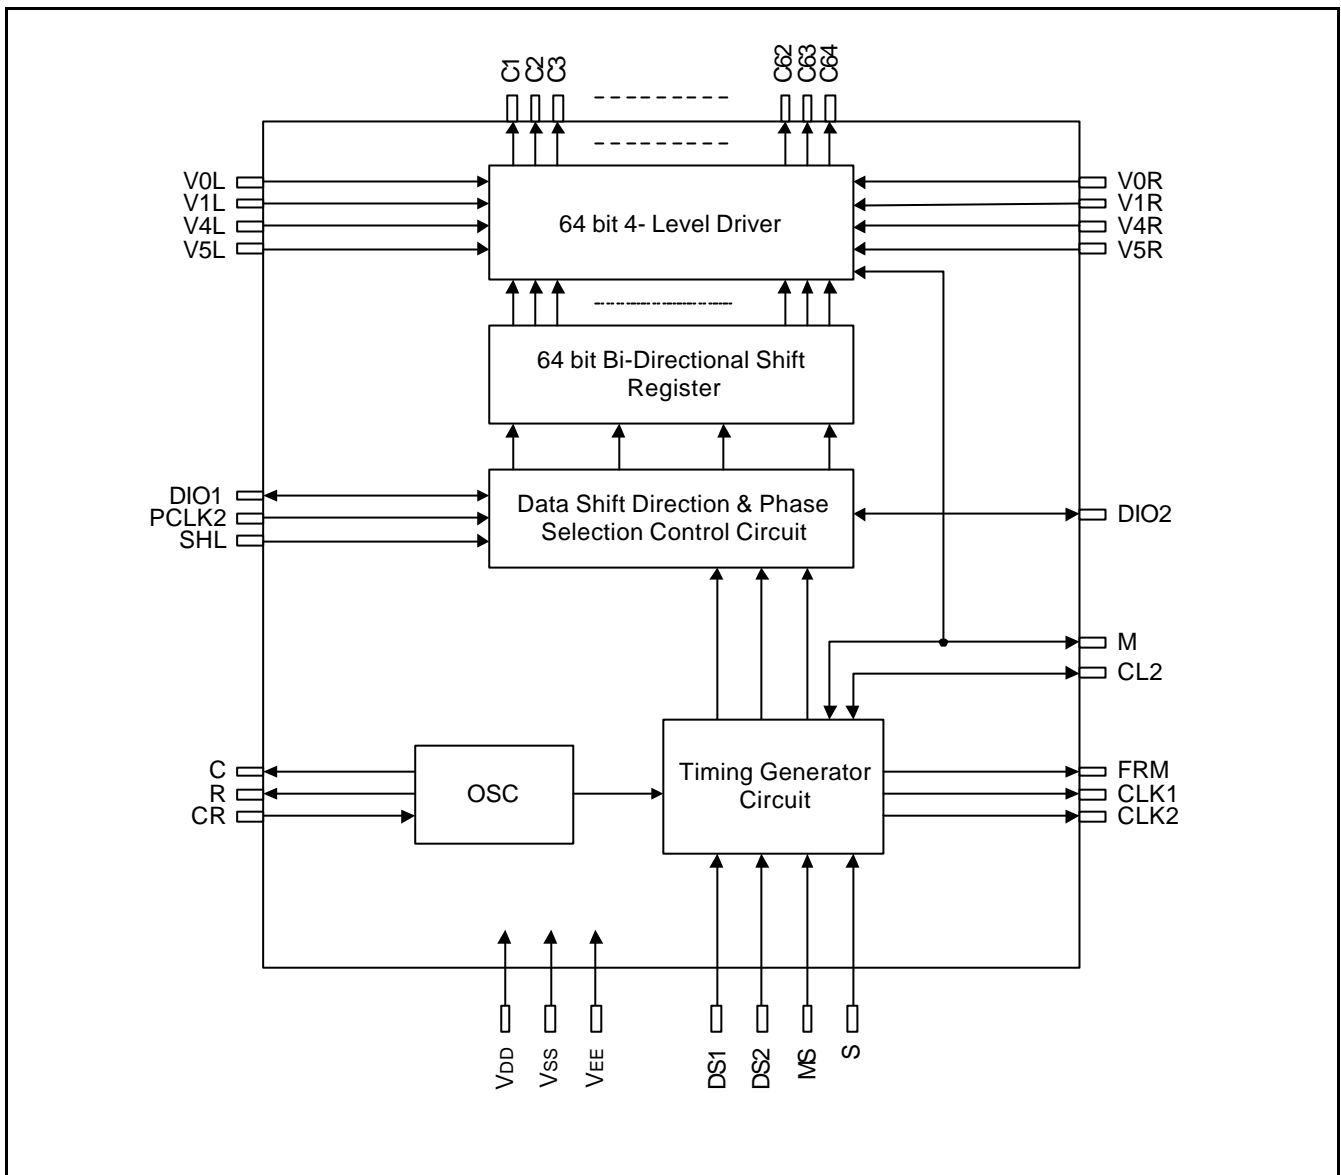 C1
C2
C3
C62
C63
C64
V0L
V1L
V4L
V5L
V0R
V1R
V4R
V5R
64 bit 4- Level Driver
64 bit Bi-Directional Shift
Register
DIO1
PCLK2
SHL
Data Shift Direction & Phase
Selection Control Circuit
DIO2
M
CL2
C
R
CR
OSC
Timing Generator
Circuit
FRM
CLK1
CLK2
VDD
VSS
VEE
DS1
DS2
MS
S